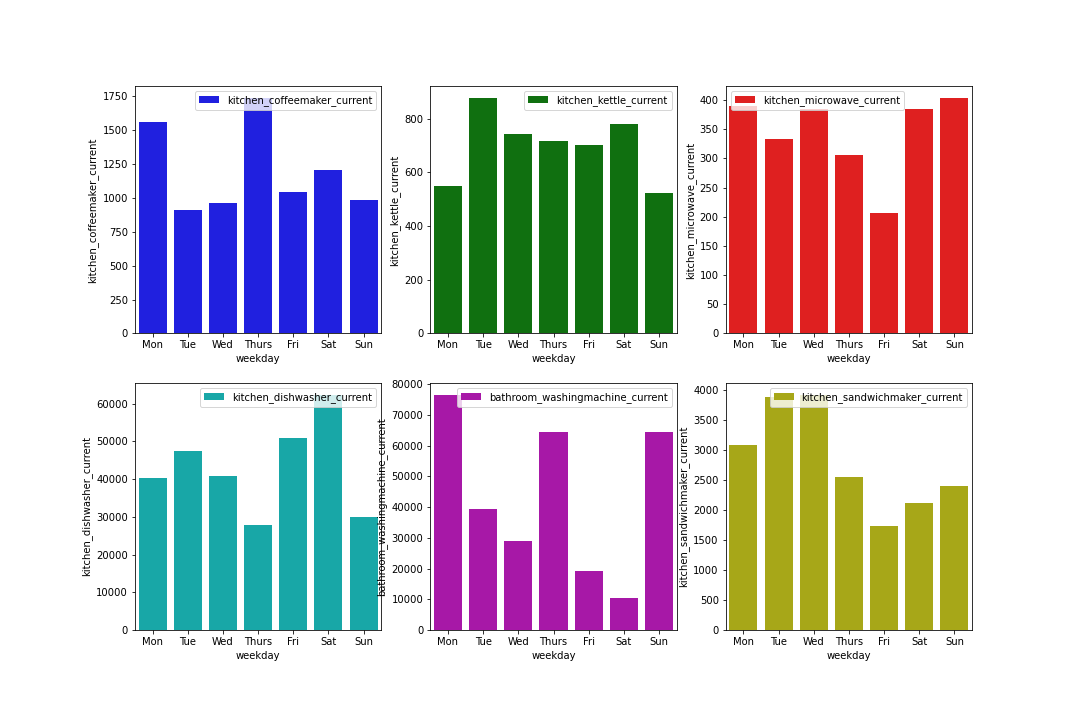 kitchen_coffeemaker_current
kitchen_coffeemaker_current
1750
1500
1250
1000
750
500
250
0
Mon Tue Wed Thurs Fri Sat Sun
weekday
kitchen_kettle_current
kitchen_kettle_current
800
600
400
200
0
Mon Tue Wed Thurs Fri Sat Sun
weekday
kitchen_microwave_current
kitchen_microwave_current
400
350
300
250
200
150
100
50
0
Mon Tue Wed Thurs Fri Sat Sun
weekday
kitchen_dishwasher_current
kitchen_dishwasher_current
60000
50000
40000
30000
20000
10000
0
Mon Tue Wed Thurs Fri Sat Sun
weekday
bathroom_washingmachine_current
bathroom_washingmachine_current
80000
70000
60000
50000
40000
30000
20000
10000
0
Mon Tue Wed Thurs Fri Sat Sun
weekday
kitchen_sandwichmaker_current
kitchen_sandwichmaker_current
4000
3500
3000
2500
2000
1500
1000
500
0
Mon Tue Wed Thurs Fri Sat Sun
weekday